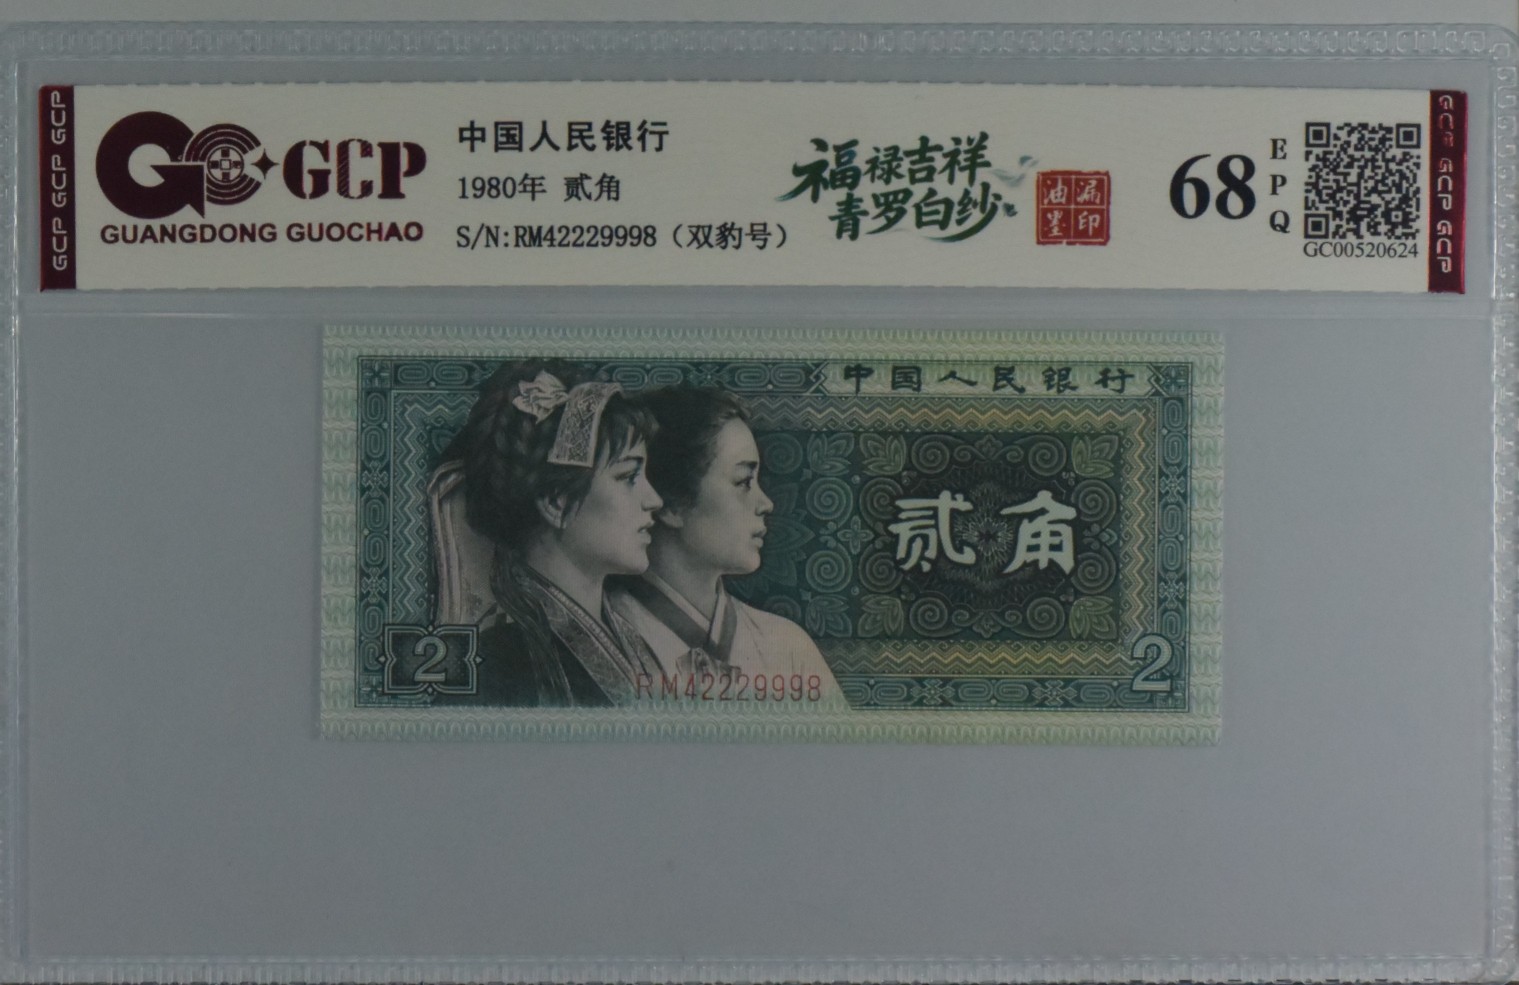 GCP GCP GCP
GCP
GUANGDONG GUOCHAO
中国人民银行
1980年 贰角
S/N:RM42229998（双豹号）
福禄吉祥
青罗白纱
油漏
墨印
68
EPQ
GC00520624
GCP GCP GCP
中国人民银行
贰角
2
2
RM42229998